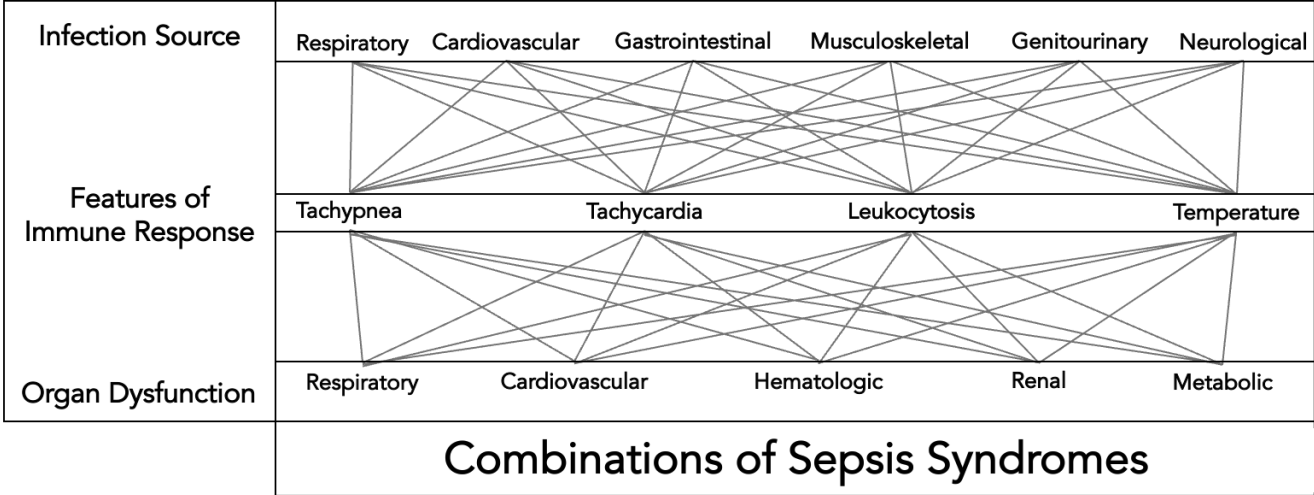 Infection Source
Respiratory Cardiovascular Gastrointestinal Musculoskeletal Genitourinary Neurological
Features of
Immune Response
Tachypnea Tachycardia Leukocytosis Temperature
Organ Dysfunction
Respiratory Cardiovascular Hematologic Renal Metabolic
Combinations of Sepsis Syndromes